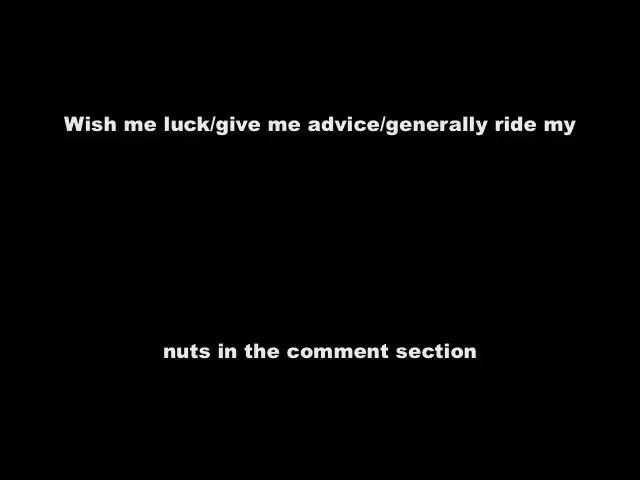 Wish me luck/give me advice/generally ride my
nuts in the comment section